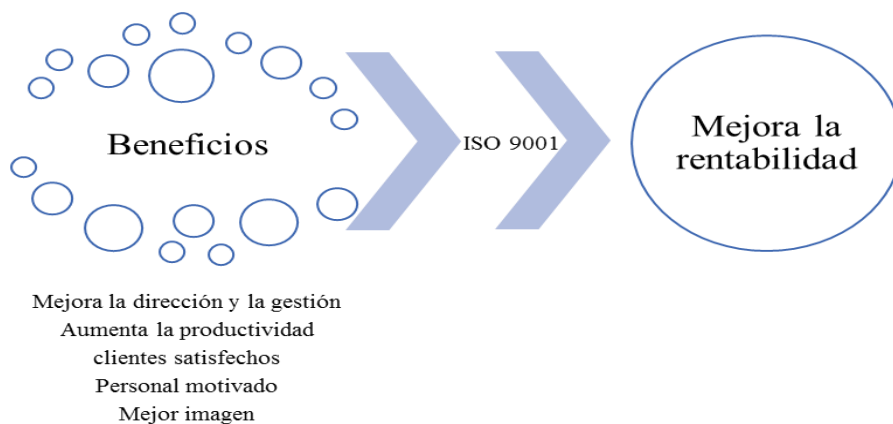 Beneficios
ISO 9001
Mejora la
rentabilidad
Mejora la dirección y la gestión
Aumenta la productividad
clientes satisfechos
Personal motivado
Mejor imagen